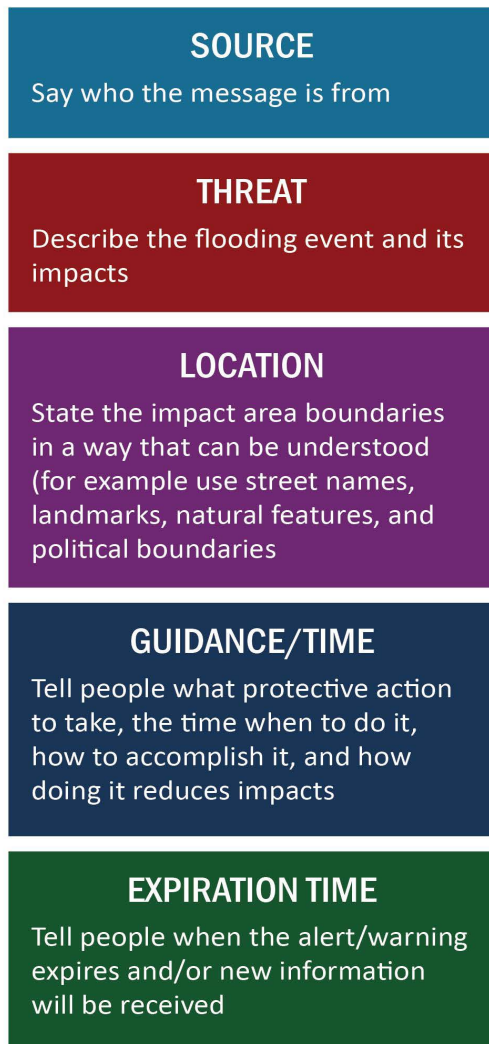 SOURCE
Say who the message is from
THREAT
Describe the flooding event and its
impacts
LOCATION
State the impact area boundaries
in a way that can be understood
(for example use street names,
landmarks, natural features, and
political boundaries
GUIDANCE/TIME
Tell people what protective action
to take, the time when to do it,
how to accomplish it, and how
doing it reduces impacts
EXPIRATION TIME
Tell people when the alert/warning
expires and/or new information
will be received